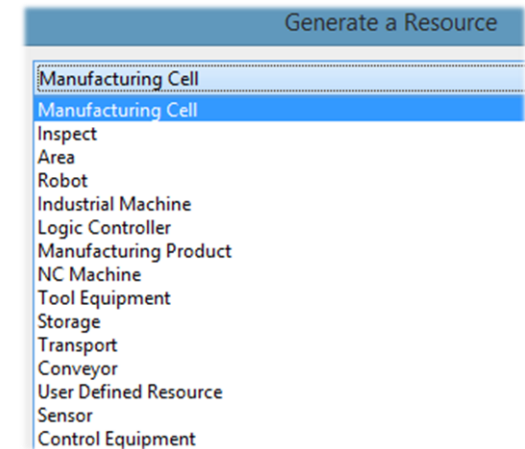 Generate a Resource
Manufacturing Cell
Manufacturing Cell
Inspect
Area
Robot
Industrial Machine
Logic Controller
Manufacturing Product
NC Machine
Tool Equipment
Storage
Transport
Conveyor
User Defined Resource
Sensor
Control Equipment